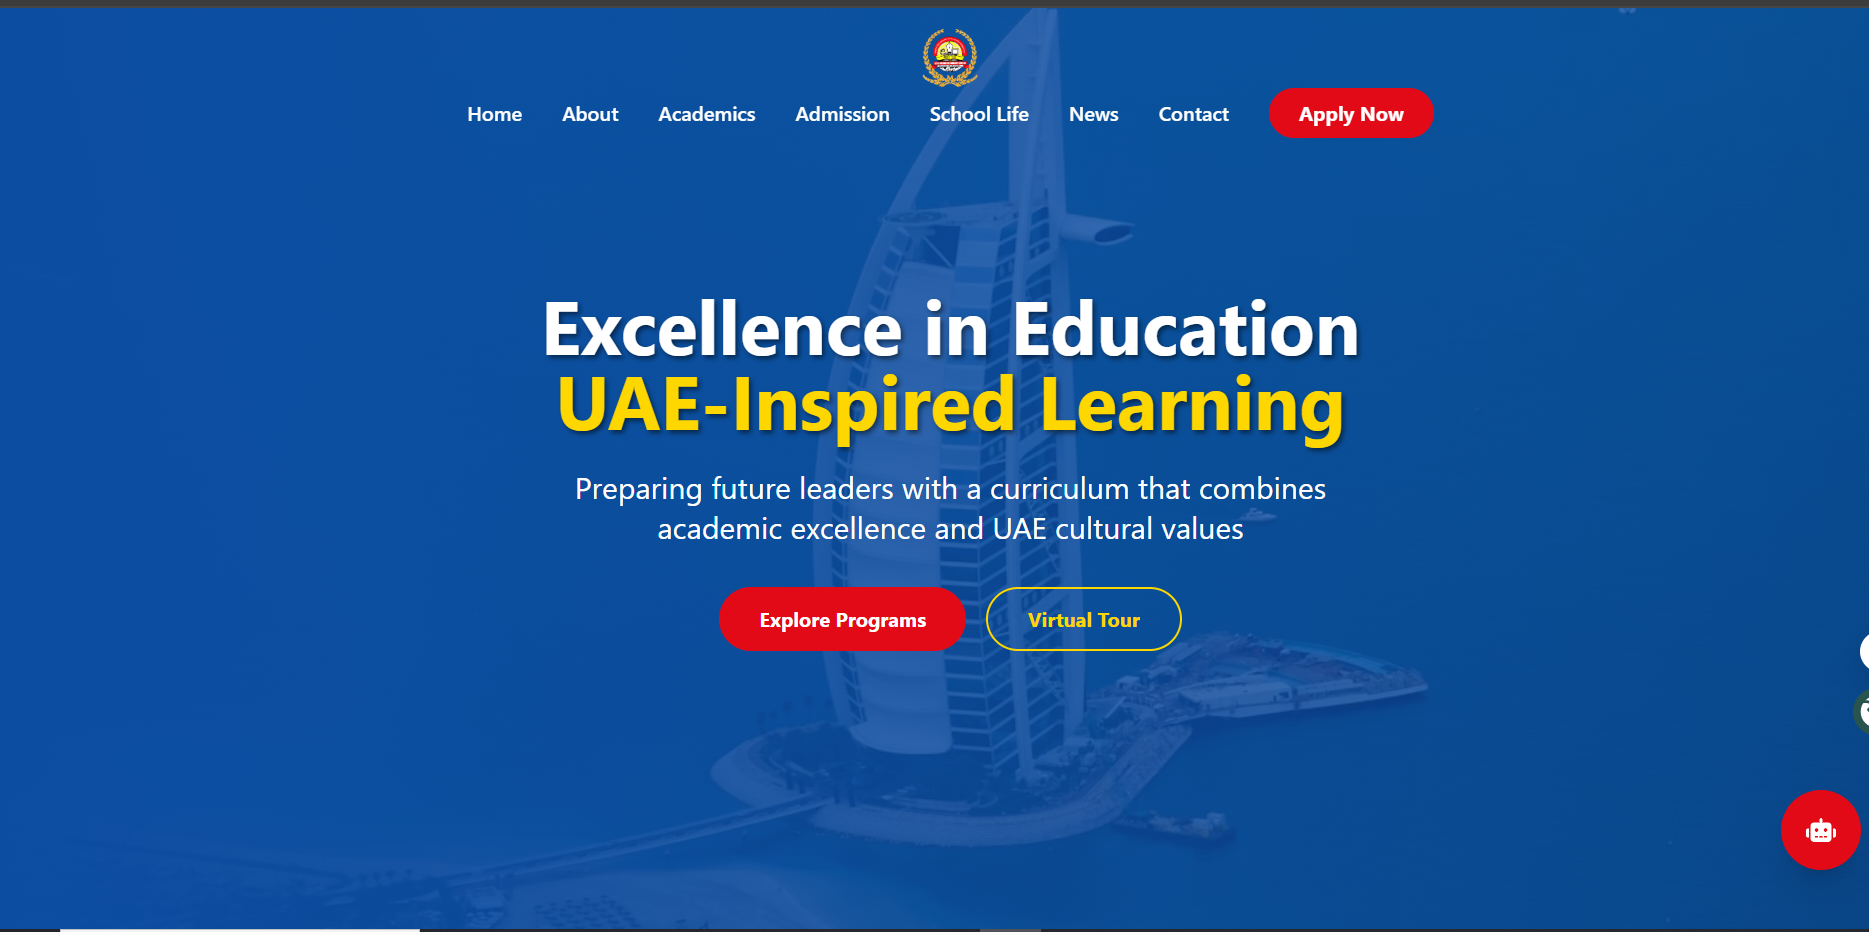 Home About Academics Admission School Life News Contact Apply Now
Excellence in Education
UAE-Inspired Learning
Preparing future leaders with a curriculum that combines
academic excellence and UAE cultural values
Explore Programs Virtual Tour